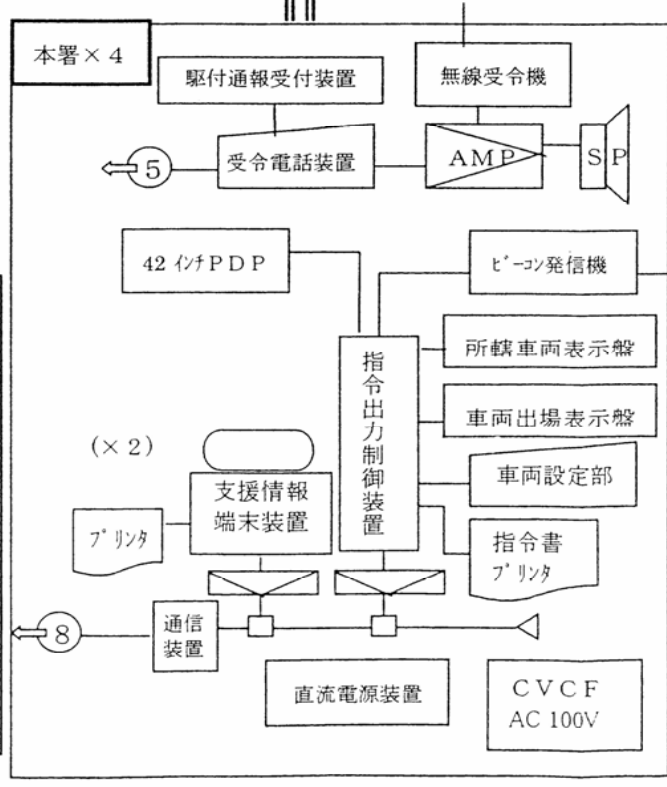 本署×4
駆付通報受付装置
無線受令機
5
受令電話装置
AMP
SP
42 ｲﾝﾁPDP
ﾋﾞｰｺﾝ発信機
指令出力制御装置
所轄車両表示盤
車両出場表示盤
(×2)
車両設定部
支援情報
端末装置
ﾌﾟﾘﾝﾀ
指令書
ﾌﾟﾘﾝﾀ
8
通信
装置
直流電源装置
CVCF
AC 100V